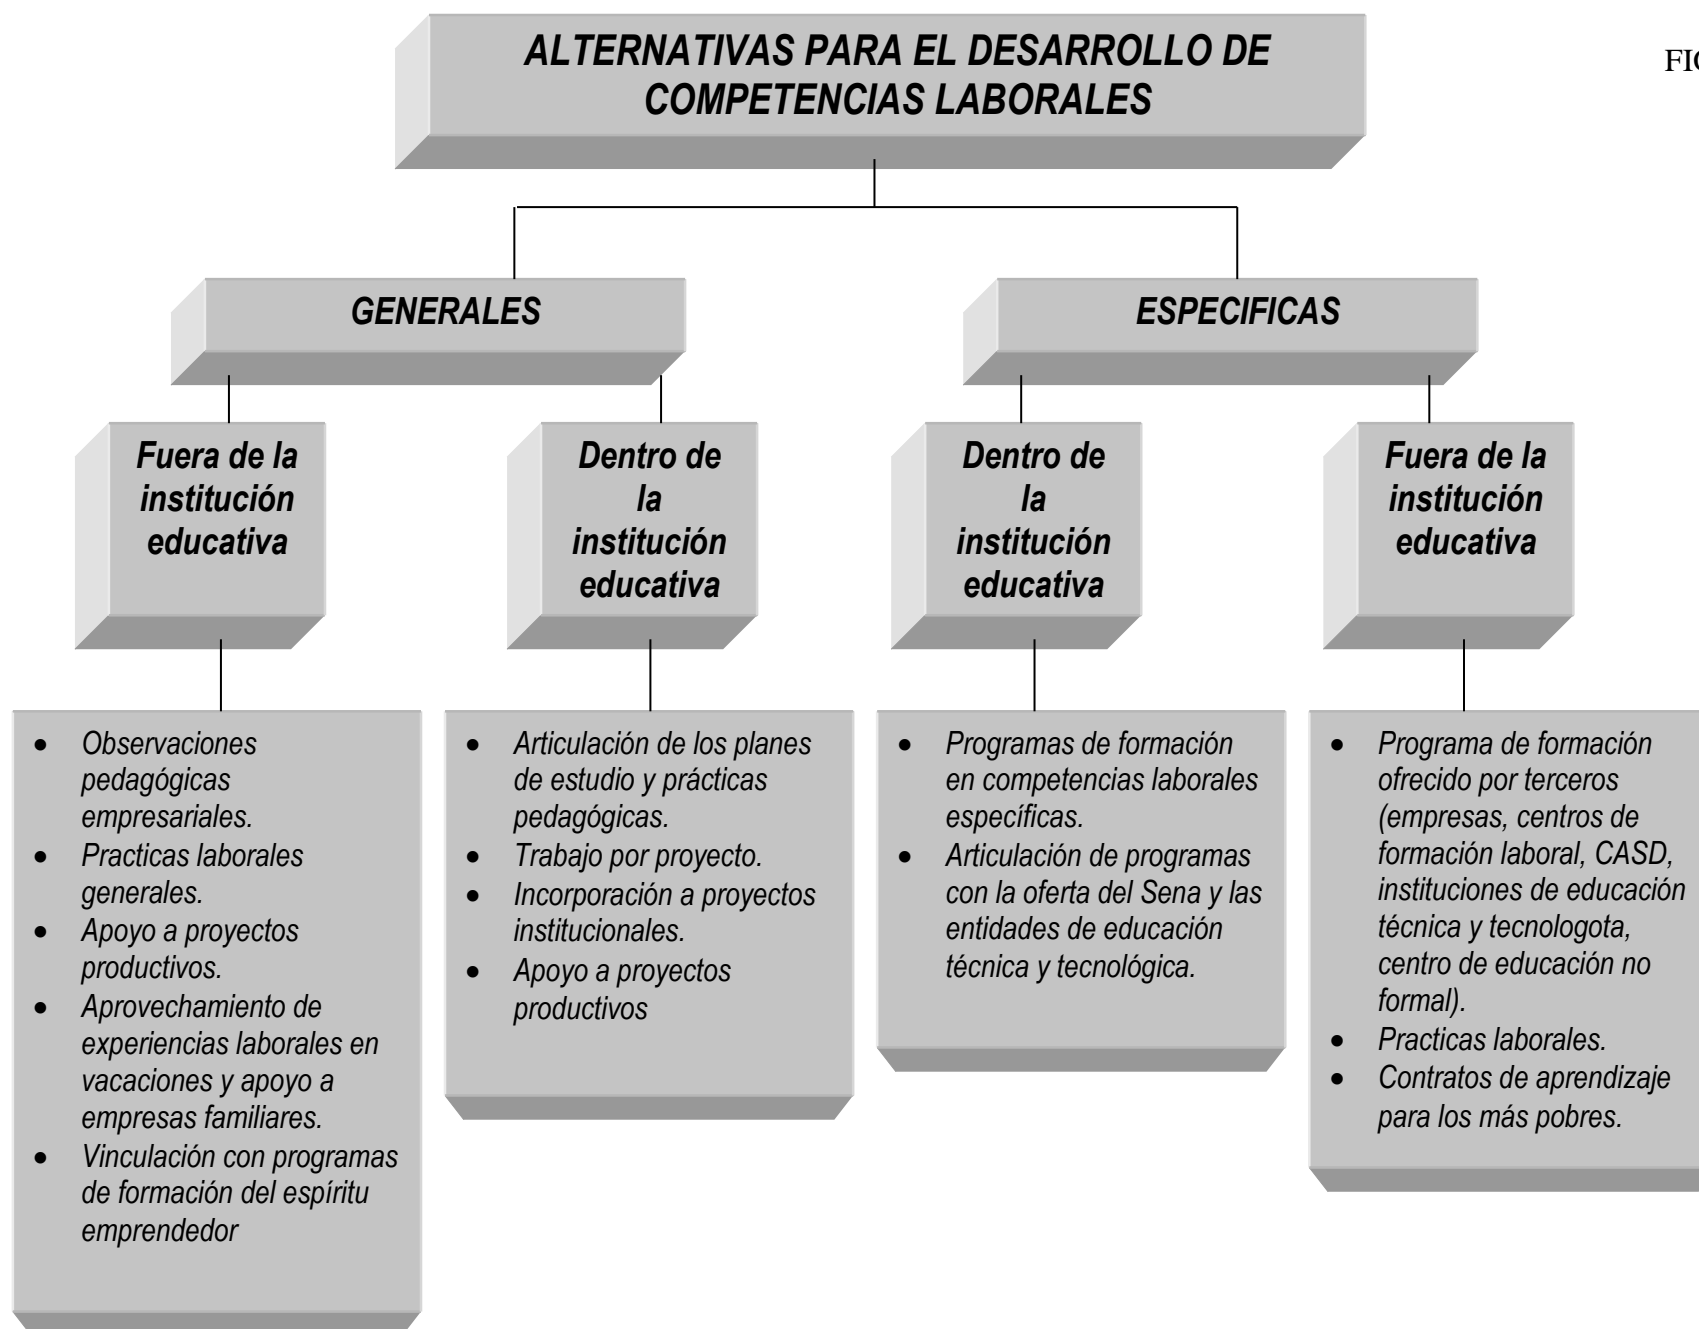 ALTERNATIVAS PARA EL DESARROLLO DE
COMPETENCIAS LABORALES
FIG
GENERALES
ESPECIFICAS
Fuera de la
institución
educativa
Dentro de
la
institución
educativa
Dentro de
la
institución
educativa
Fuera de la
institución
educativa
• Observaciones
pedagógicas
empresariales.
• Practicas laborales
generales.
• Apoyo a proyectos
productivos.
• Aprovechamiento de
experiencias laborales en
vacaciones y apoyo a
empresas familiares.
• Vinculación con programas
de formación del espíritu
emprendedor
• Articulación de los planes
de estudio y prácticas
pedagógicas.
• Trabajo por proyecto.
• Incorporación a proyectos
institucionales.
• Apoyo a proyectos
productivos
• Programas de formación
en competencias laborales
específicas.
• Articulación de programas
con la oferta del Sena y las
entidades de educación
técnica y tecnológica.
• Programa de formación
ofrecido por terceros
(empresas, centros de
formación laboral, CASD,
instituciones de educación
técnica y tecnologota,
centro de educación no
formal).
• Practicas laborales.
• Contratos de aprendizaje
para los más pobres.